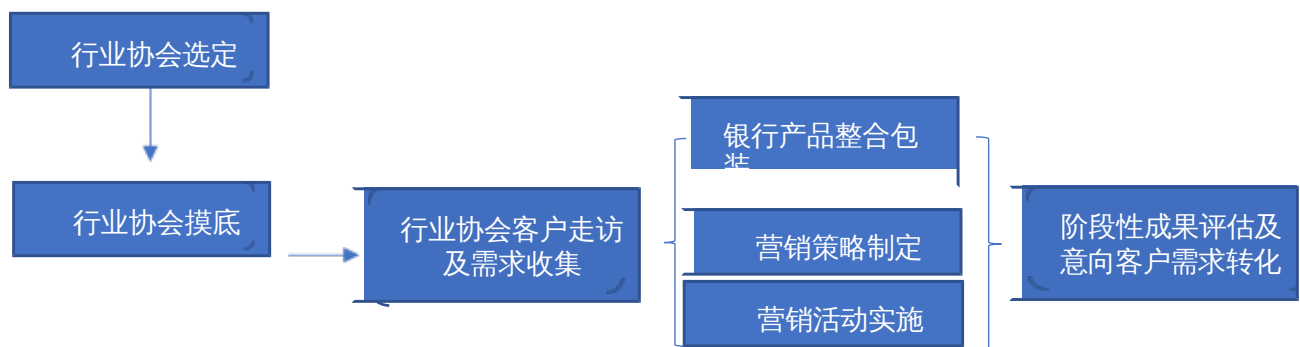 行业协会选定
行业协会摸底
行业协会客户走访
及需求收集
银行产品整合包
装
营销策略制定
营销活动实施
阶段性成果评估及
意向客户需求转化